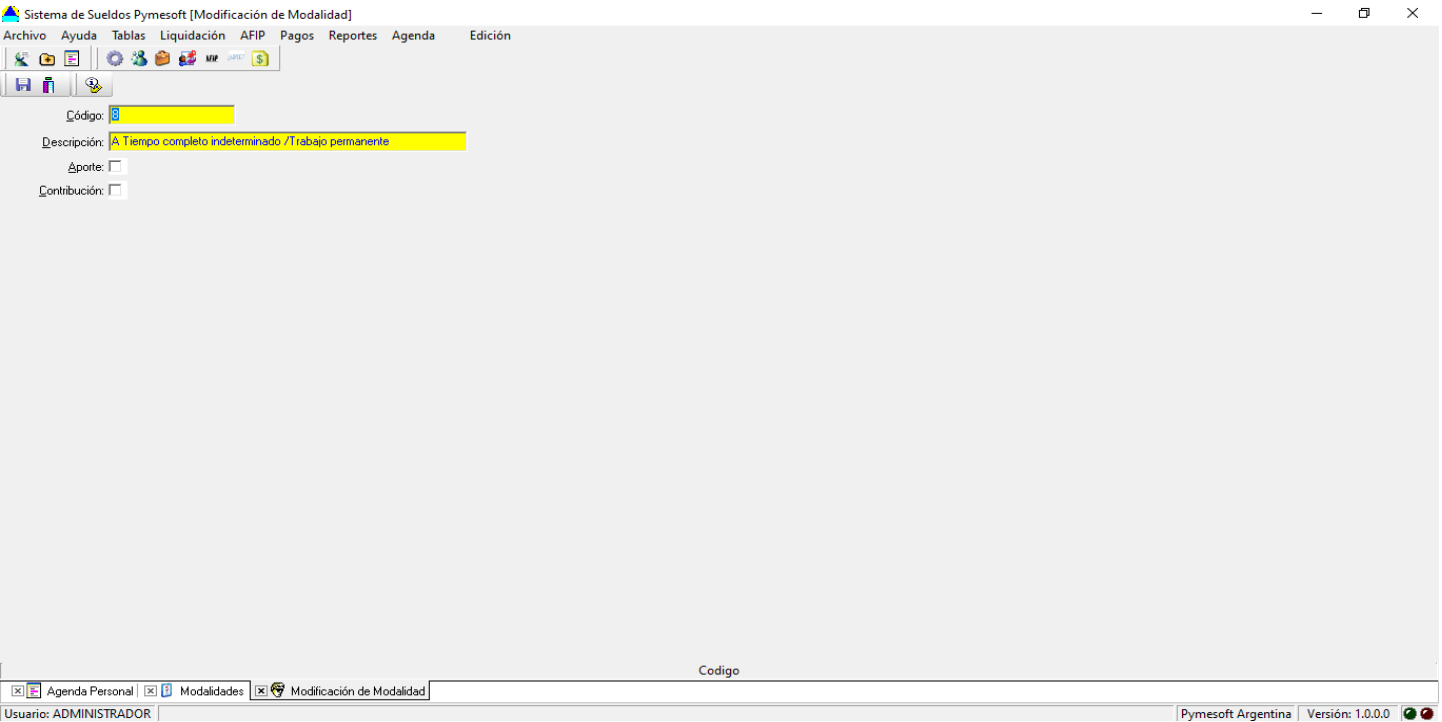 Sistema de Sueldos Pymesoft [Modificación de Modalidad]
Archivo Ayuda Tablas Liquidación AFIP Pagos Reportes Agenda Edición
AFIP
Código: 8
Descripción: A Tiempo completo indeterminado /Trabajo permanente
Aporte:
Contribución:
Codigo
Agenda Personal Modalidades Modificación de Modalidad
Usuario: ADMINISTRADOR Pymesoft Argentina Versión: 1.0.0.0